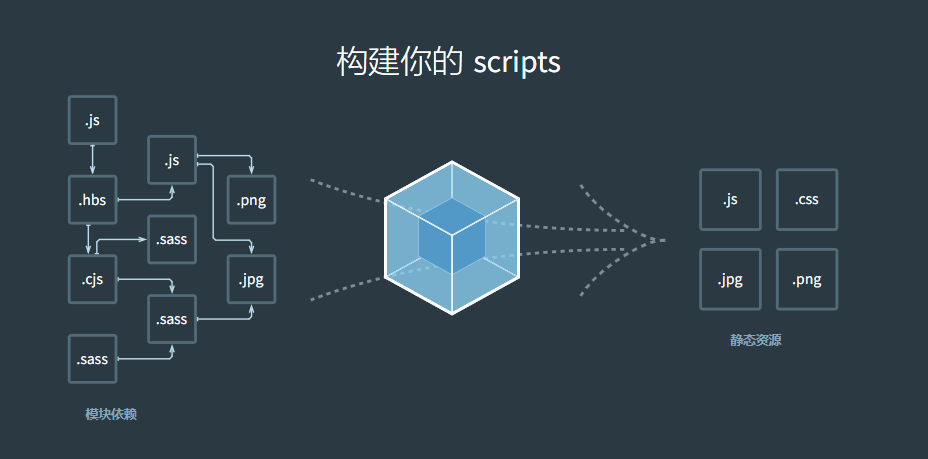 构建你的 scripts
.js
.js
.hbs
.png
.sass
.cjs
.jpg
.sass
.sass
模块依赖
.js
.css
.jpg
.png
静态资源